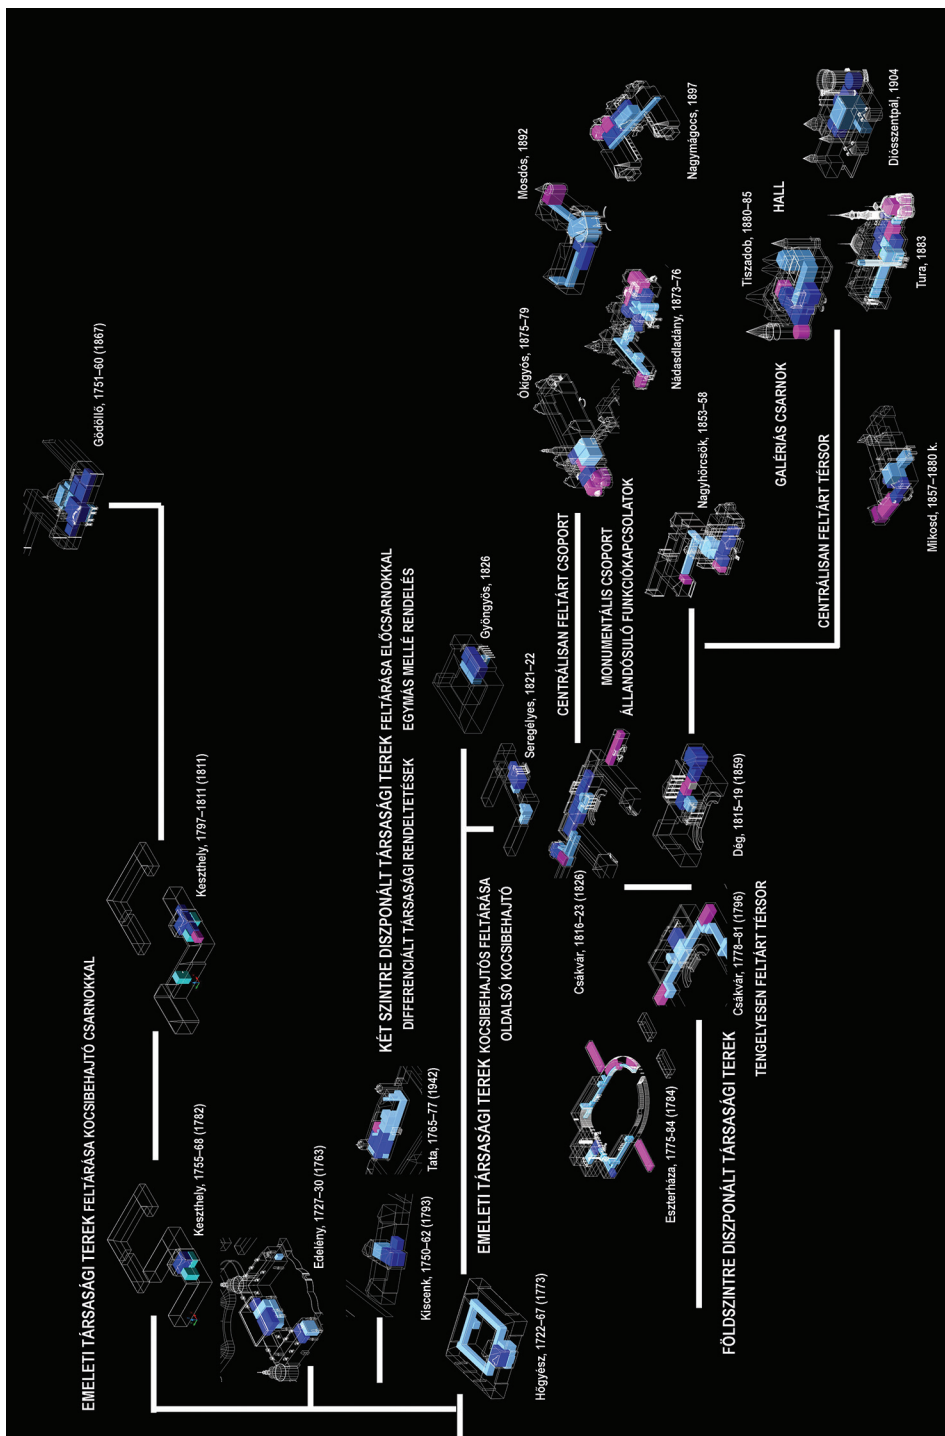 EMELETI TÁRSASÁGI TEREK FELTÁRÁSA KOCSIBEHAJTÓ CSARNOKKAL
Keszthely, 1755–68 (1782)
Keszthely, 1797–1811 (1811)
Gödöllő, 1751–60 (1867)
Edelény, 1727–30 (1763)
KÉT SZINTRE DISZPONÁLT TÁRSASÁGI TEREK FELTÁRÁSA ELŐCSARNOKKAL
DIFFERENCIÁLT TÁRSASÁGI RENDELTETÉSEK
EGYMÁS MELLÉ RENDELÉS
Kiscenk, 1750–62 (1793)
Tata, 1765–77 (1942)
Gyöngyös, 1826
EMELETI TÁRSASÁGI TEREK KOCSIBEHAJTÓS FELTÁRÁSA
OLDALSÓ KOCSIBEHAJTÓ
Seregélyes, 1821–22
Högyész, 1722–67 (1773)
Ókígyós, 1875–79
Mosdós, 1892
CENTRÁLISAN FELTÁRT CSOPORT
Csákvár, 1816–23 (1826)
MONUMENTÁLIS CSOPORT
ÁLLANDÓSULÓ FUNKCIÓKAPCSOLATOK
Nádasdladány, 1873–76
Nagymágocs, 1897
Eszterháza, 1775-84 (1784)
Nagyhörcsök, 1853–58
FÖLDSZINTRE DISZPONÁLT TÁRSASÁGI TEREK
Csákvár, 1778–81 (1796)
Dég, 1815–19 (1859)
Tiszadob, 1880–85
TENGELYESEN FELTÁRT TÉRSOR
GALÉRIÁS CSARNOK
HALL
CENTRÁLISAN FELTÁRT TÉRSOR
Diósszentpál, 1904
Tura, 1883
Mikosd, 1857–1880 k.